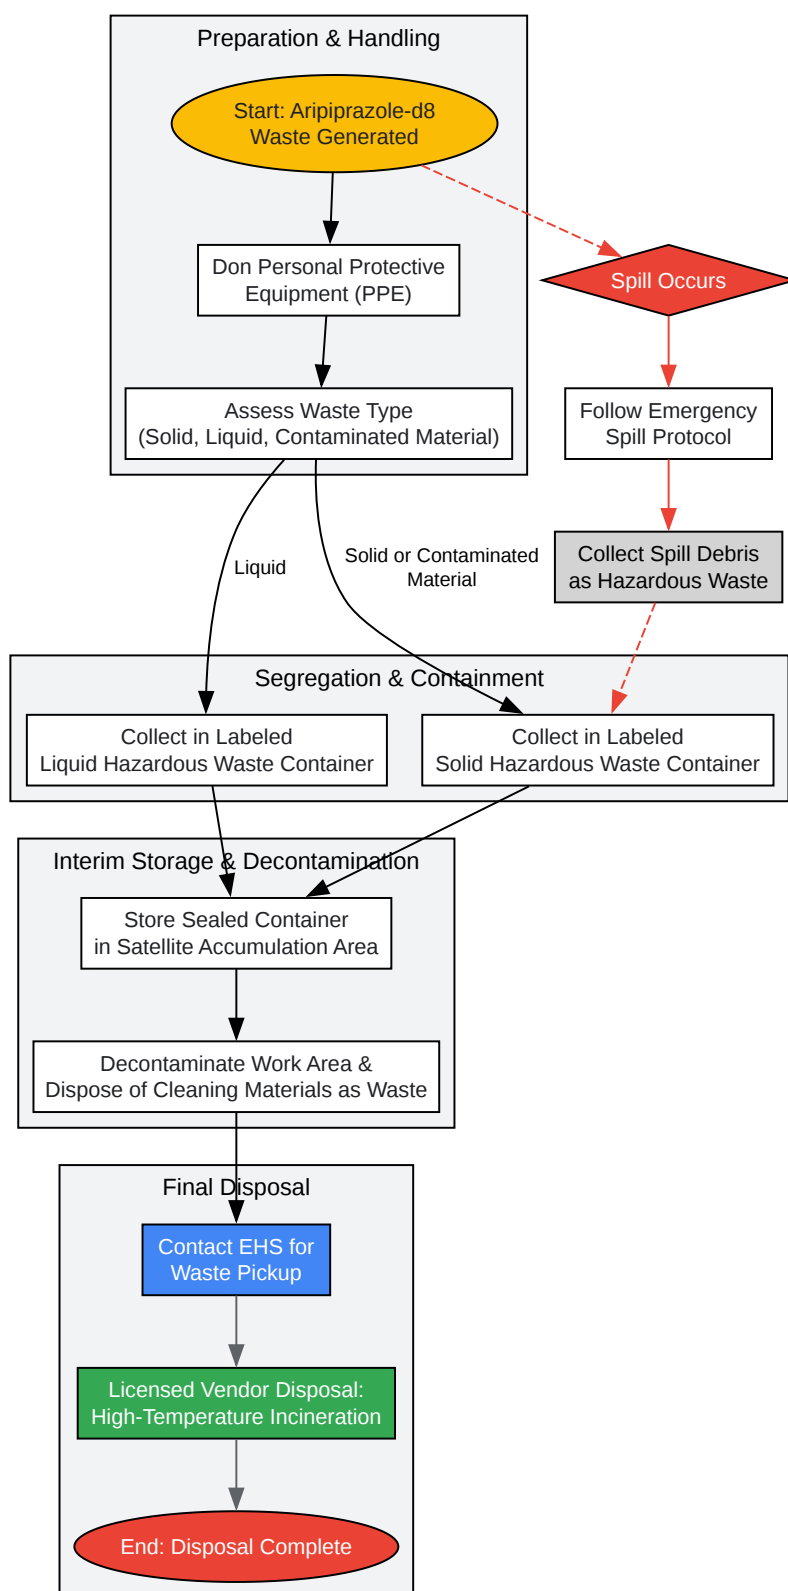 Preparation & Handling
Start: Aripiprazole-d8
Waste Generated
Don Personal Protective
Equipment (PPE)
Spill Occurs
Assess Waste Type
(Solid, Liquid, Contaminated Material)
Follow Emergency
Spill Protocol
Liquid
Solid or Contaminated
Material
Collect Spill Debris
as Hazardous Waste
Segregation & Containment
Collect in Labeled
Liquid Hazardous Waste Container
Collect in Labeled
Solid Hazardous Waste Container
Interim Storage & Decontamination
Store Sealed Container
in Satellite Accumulation Area
Decontaminate Work Area &
Dispose of Cleaning Materials as Waste
Final Disposal
Contact EHS for
Waste Pickup
Licensed Vendor Disposal:
High-Temperature Incineration
End: Disposal Complete